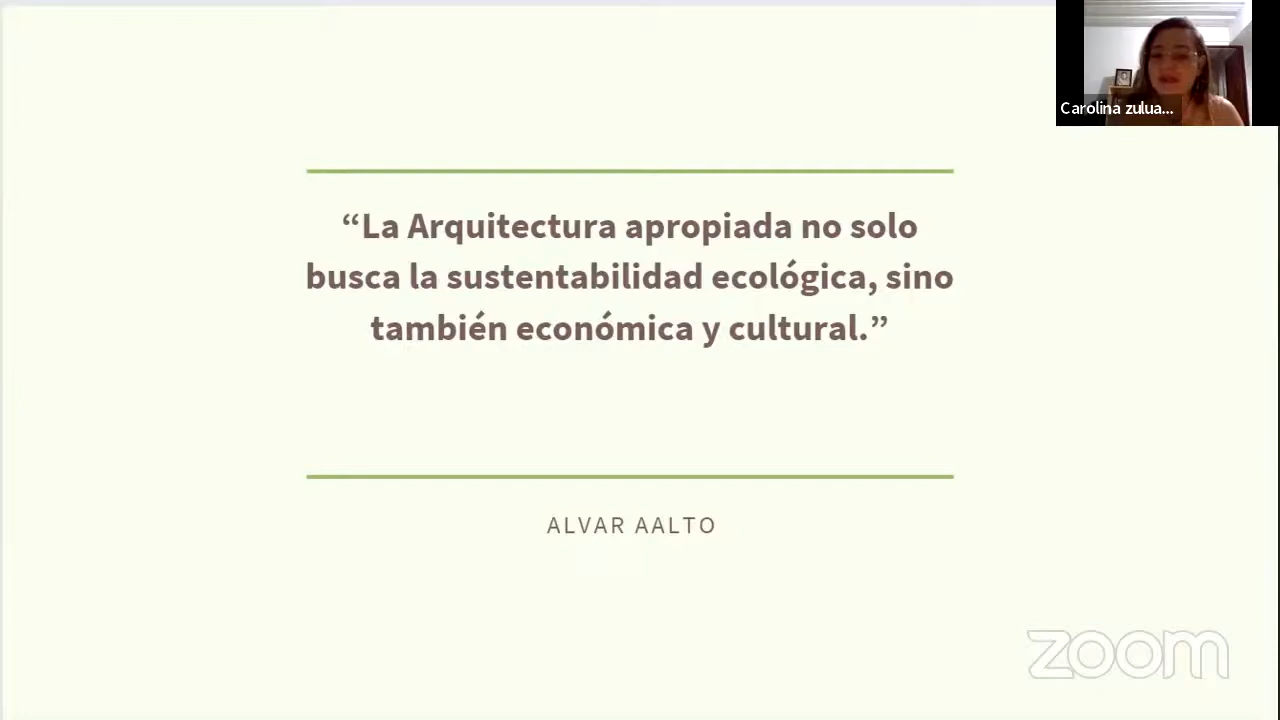 “La Arquitectura apropiada no solo
busca la sustentabilidad ecológica, sino
también económica y cultural.”
ALVAR AALTO
Carolina zulua...
zoom